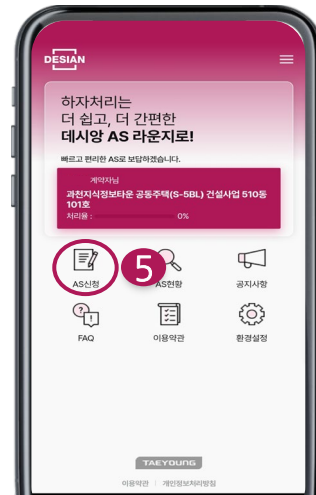 DESIAN
하자처리는
더 쉽고, 더 간편한
데시앙 AS 라운지로!
빠르고 편리한 AS로 보답하겠습니다.
계약자님
과천지식정보타운 공동주택(S-5BL) 건설사업 510동
101호
처리율 : 0%
AS신청 5 AS현황 공지사항
FAQ 이용약관 환경설정
TAEYOUNG
이용약관 | 개인정보처리방침